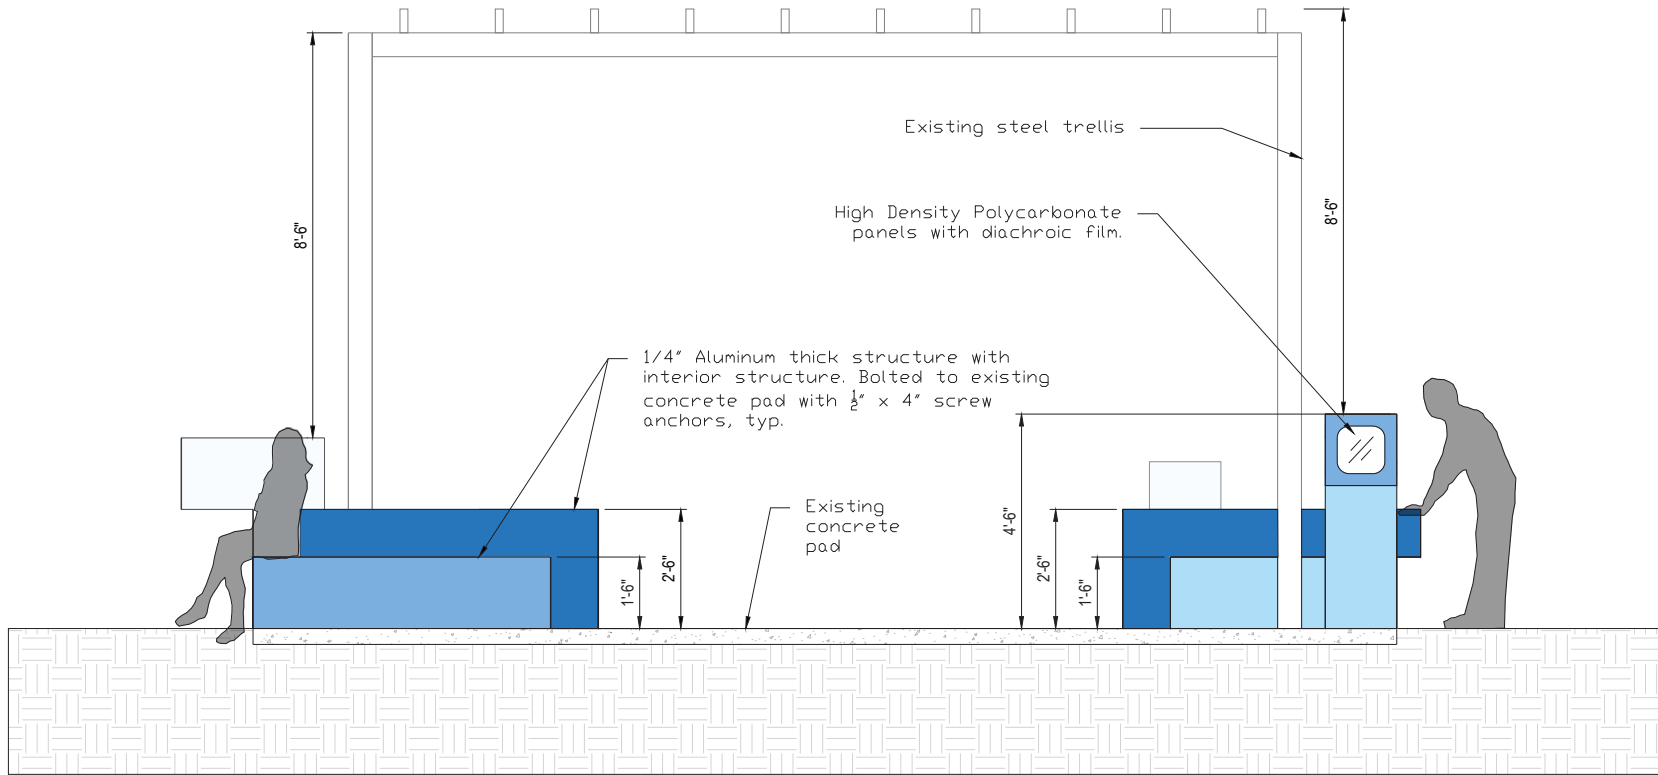 Existing steel trellis
High Density Polycarbonate
panels with diachroic film.
8'-6"
8'-6"
1/4" Aluminum thick structure with
interior structure. Bolted to existing
concrete pad with ½" x 4" screw
anchors, typ.
Existing
concrete
pad
4'-6"
2'-6"
1'-6"
2'-6"
1'-6"